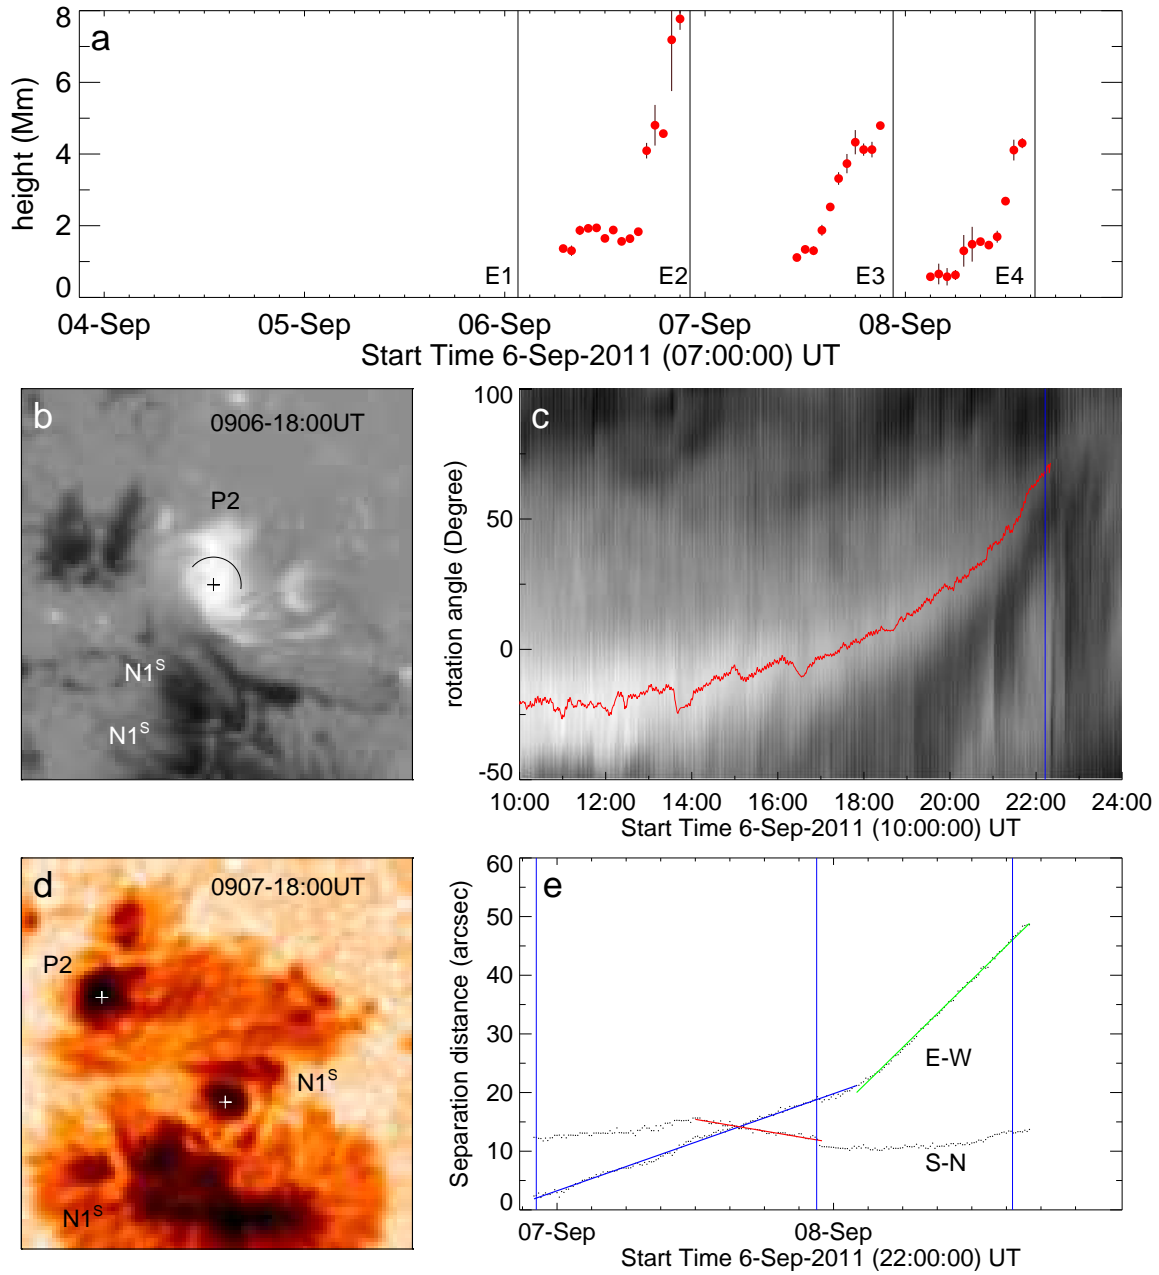 a
height (Mm)
8
6
4
2
0
E1
E2
E3
E4
04-Sep
05-Sep
06-Sep
07-Sep
08-Sep
Start Time 6-Sep-2011 (07:00:00) UT
b
0906-18:00UT
P2
N1S
N1S
c
rotation angle (Degree)
100
50
0
-50
10:00
12:00
14:00
16:00
18:00
20:00
22:00
24:00
Start Time 6-Sep-2011 (10:00:00) UT
d
0907-18:00UT
P2
N1S
N1S
e
Separation distance (arcsec)
60
50
40
30
20
10
0
E-W
S-N
07-Sep
08-Sep
Start Time 6-Sep-2011 (22:00:00) UT